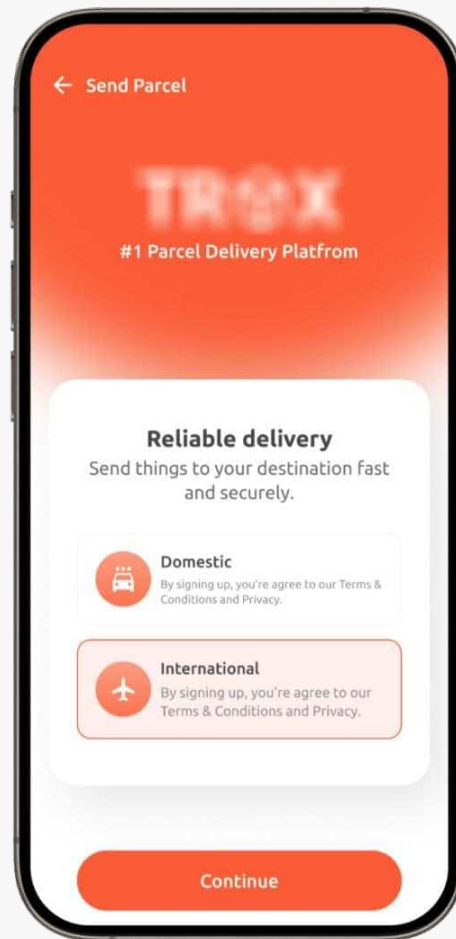 Send Parcel
#1 Parcel Delivery Platfrom
Reliable delivery
Send things to your destination fast
and securely.
Domestic
By signing up, you're agree to our Terms &
Conditions and Privacy.
International
By signing up, you're agree to our
Terms & Conditions and Privacy.
Continue